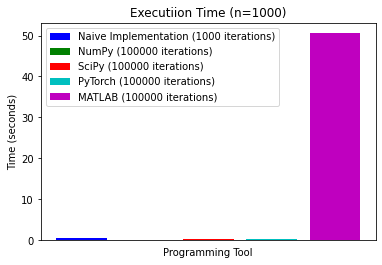 Executiion Time (n=1000)
Naive Implementation (1000 iterations)
NumPy (100000 iterations)
SciPy (100000 iterations)
PyTorch (100000 iterations)
MATLAB (100000 iterations)
Time (seconds)
50
40
30
20
10
0
Programming Tool